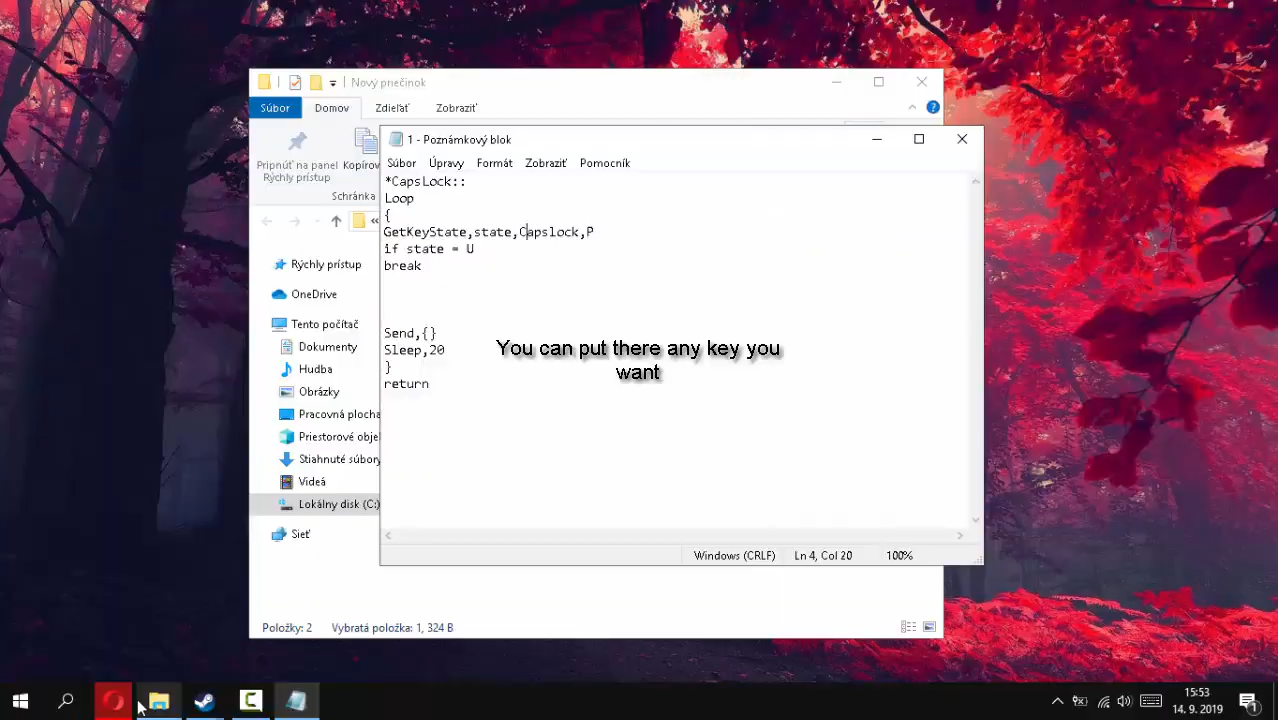 Nový priečinok
Súbor
Domov
Zdieľať
Zobraziť
Pripnúť na panel
Rýchly prístup
Kopírov
Schránka
1 - Poznámkový blok
Súbor Úpravy Formát Zobraziť Pomocník
*CapsLock::
Loop
{
GetKeyState,state,Capslock,P
if state = U
break
Send,{}
Sleep,20
}
return
You can put there any key you
want
Windows (CRLF) Ln 4, Col 20 100%
«
Rýchly prístup
OneDrive
Tento počítač
Dokumenty
Hudba
Obrázky
Pracovná plocha
Priestorové obje
Stiahnuté súbory
Videá
Lokálny disk (C:)
Sieť
Položky: 2 Vybratá položka: 1, 324 B
15:53
14. 9. 2019
1